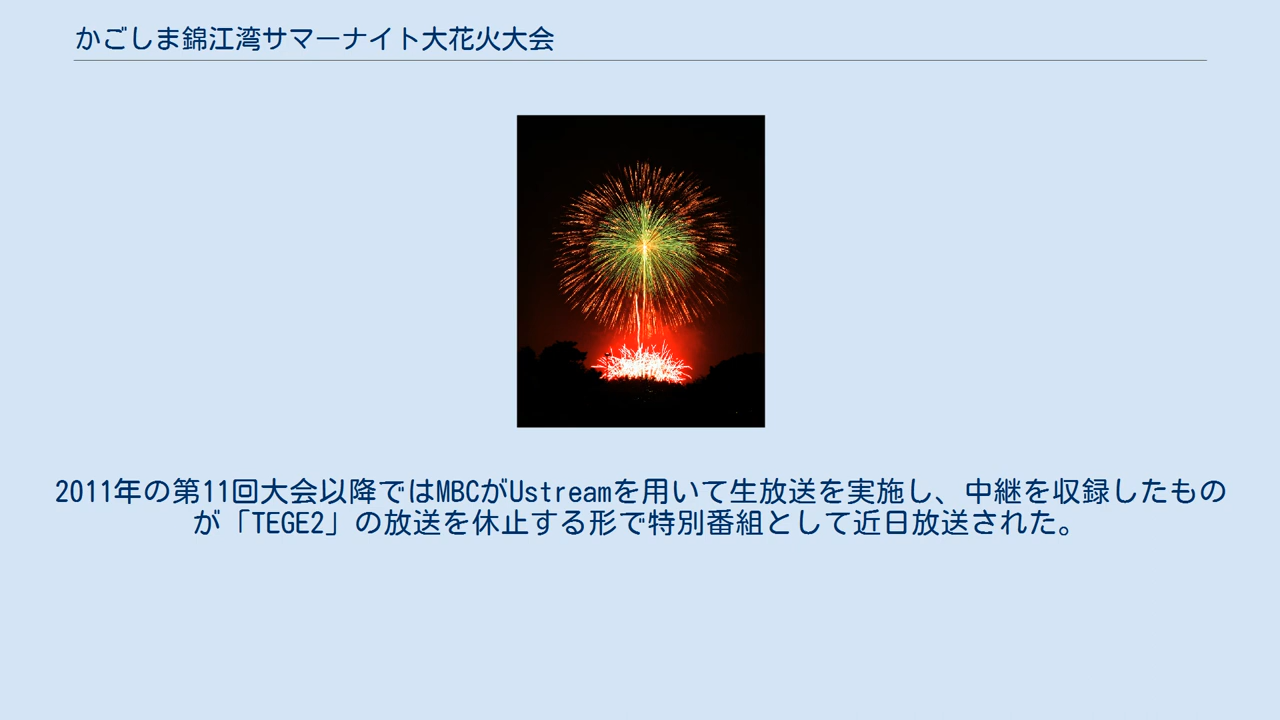 かごしま錦江湾サマーナイト大花火大会
2011年の第11回大会以降ではMBCがUstreamを用いて生放送を実施し、中継を収録したもの
が「TEGE2」の放送を休止する形で特別番組として近日放送された。